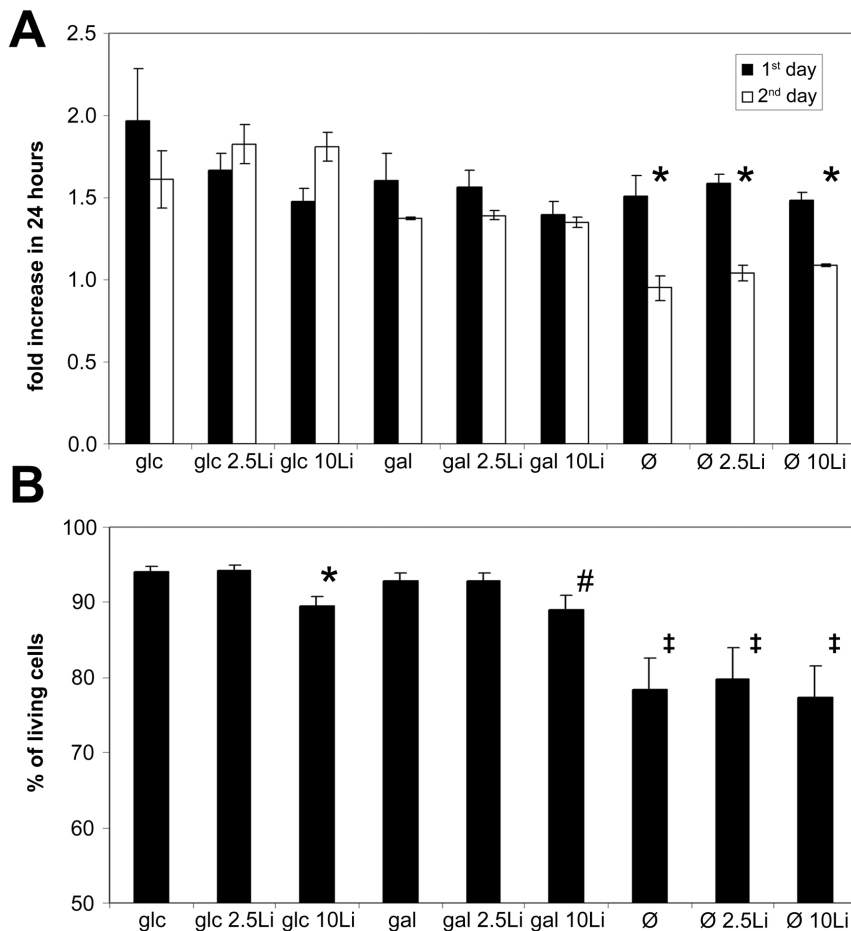 A
fold increase in 24 hours
2.5
2.0
1.5
1.0
0.5
0.0
1st day
2nd day
* * *
glc glc 2.5Li glc 10Li gal gal 2.5Li gal 10Li Ø Ø 2.5Li Ø 10Li
B
% of living cells
100
90
80
70
60
50
* # ‡ ‡ ‡
glc glc 2.5Li glc 10Li gal gal 2.5Li gal 10Li Ø Ø 2.5Li Ø 10Li